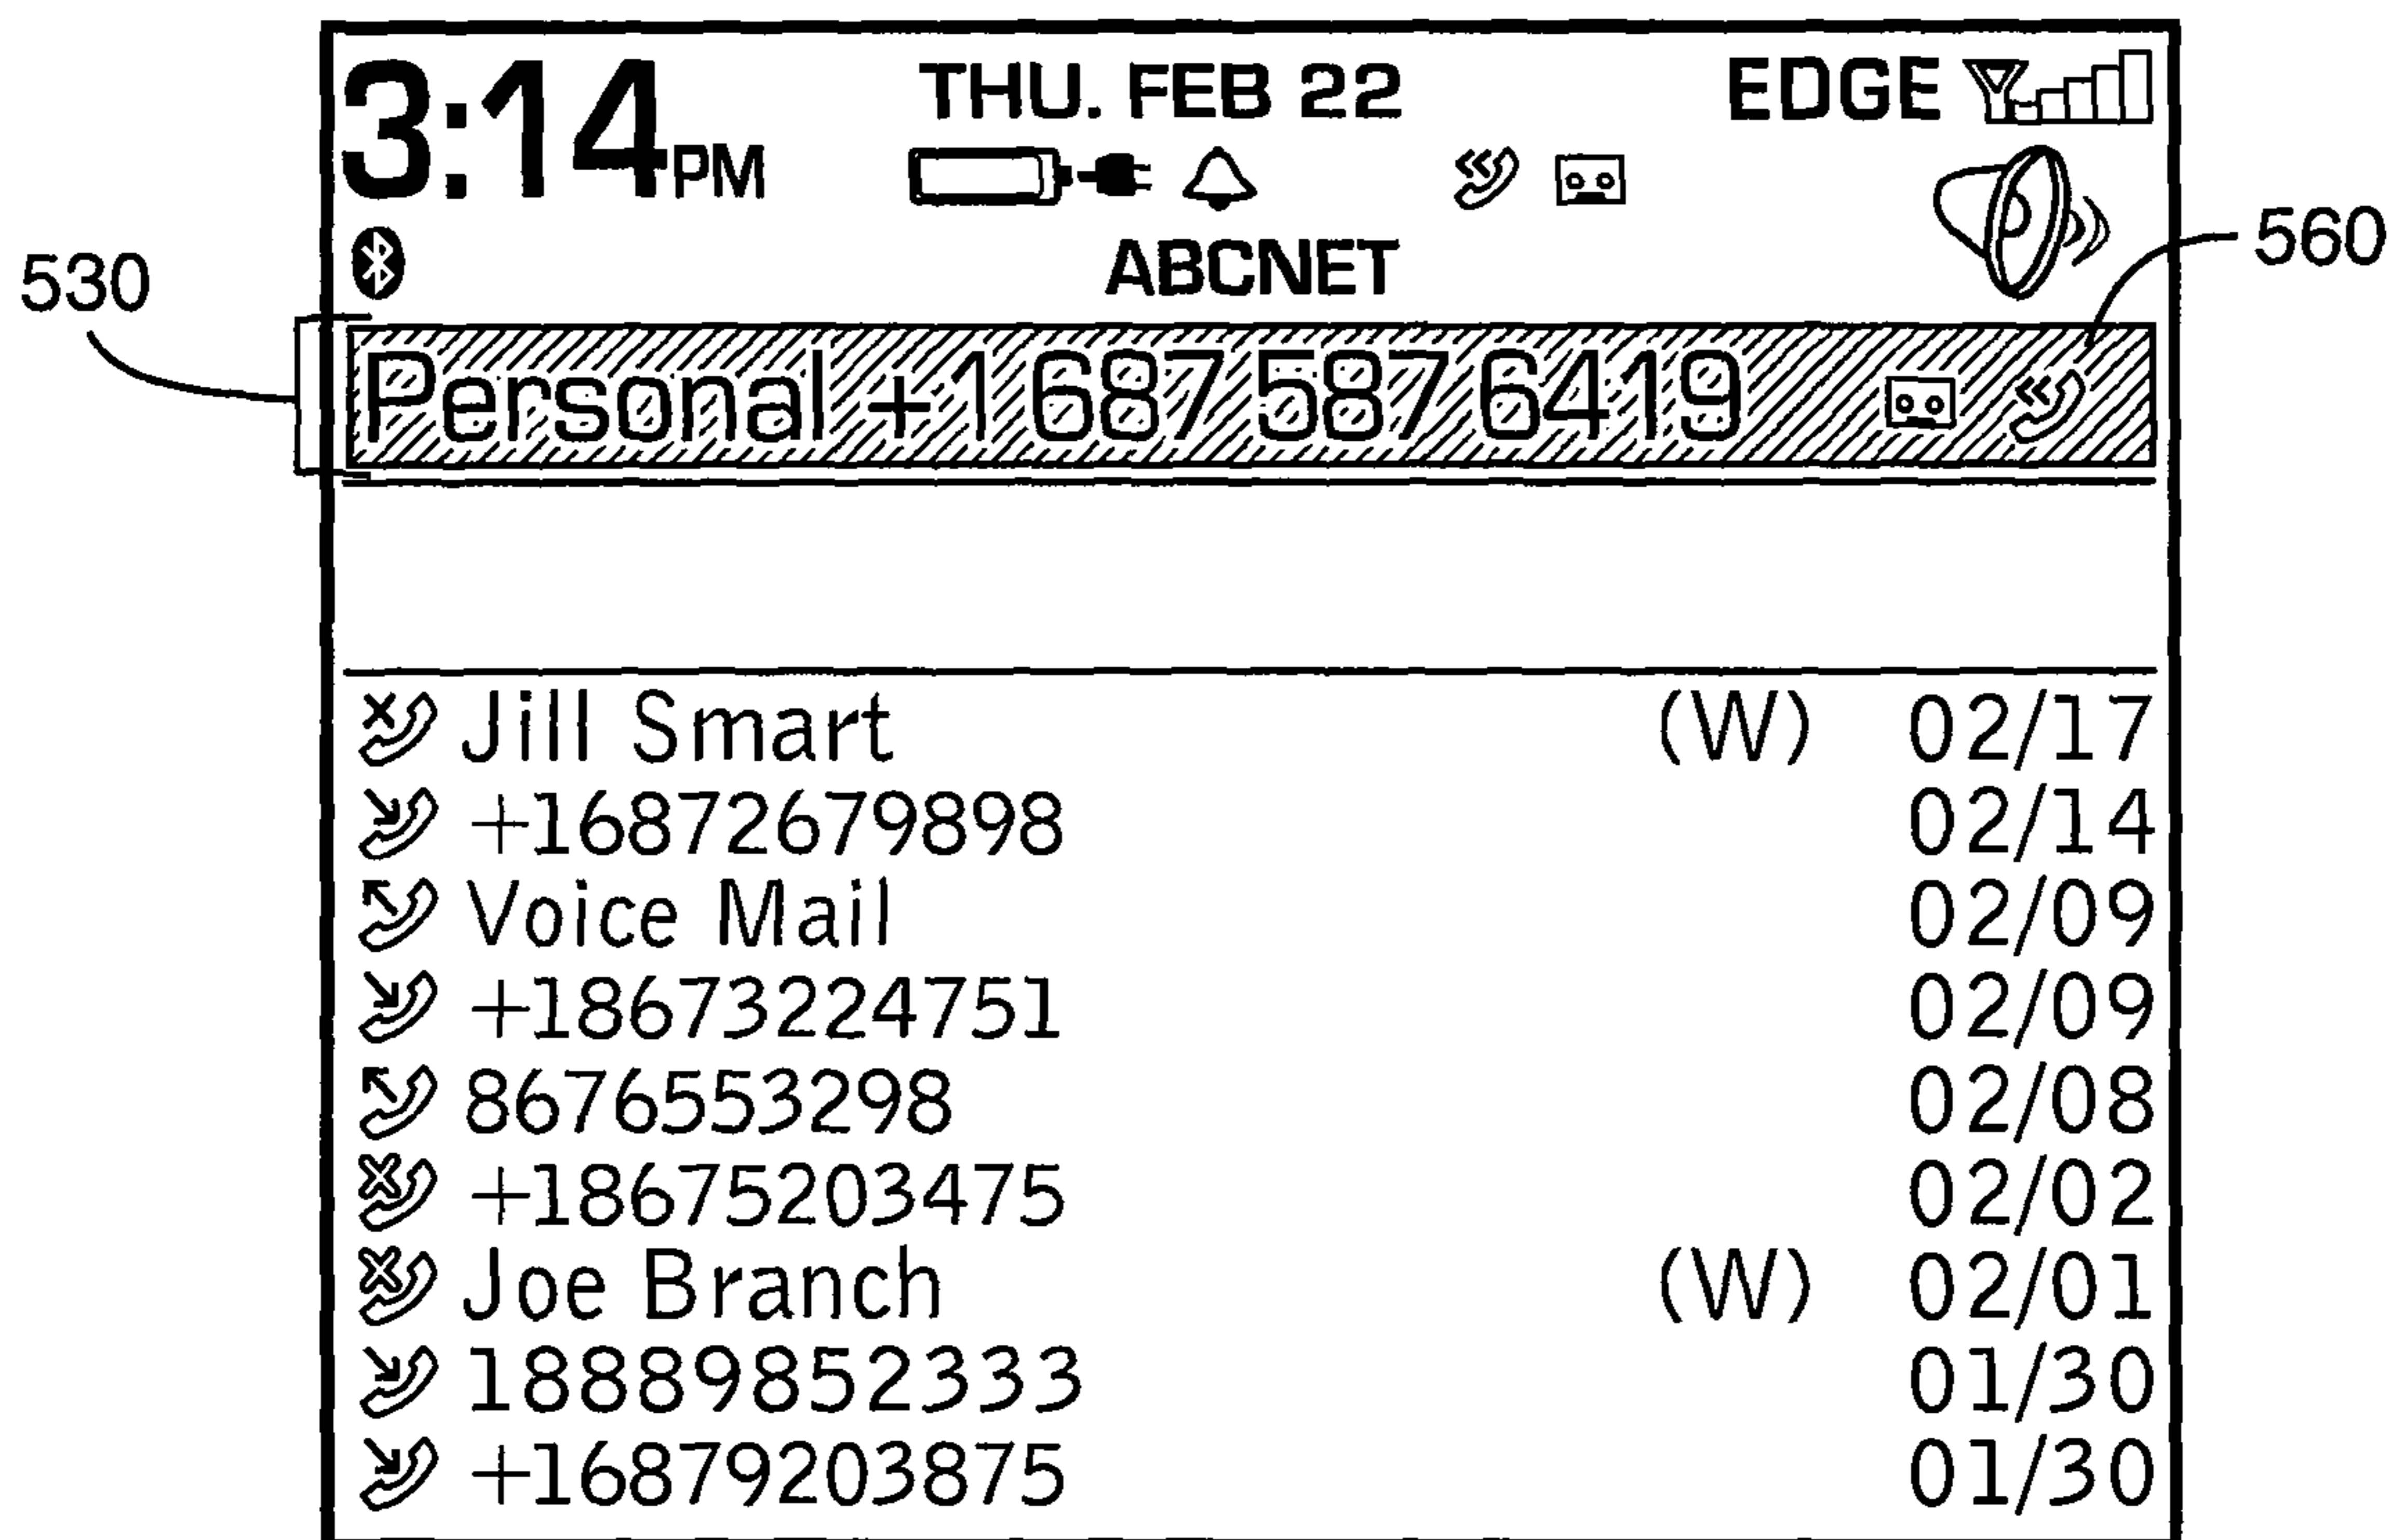 3:14PM THU. FEB 22 EDGE
ABCNET
530
560
Personal +1 687 587 6419
Jill Smart (W) 02/17
+16872679898 02/14
Voice Mail 02/09
+18673224751 02/09
8676553298 02/08
+18675203475 02/02
Joe Branch (W) 02/01
18889852333 01/30
+16879203875 01/30